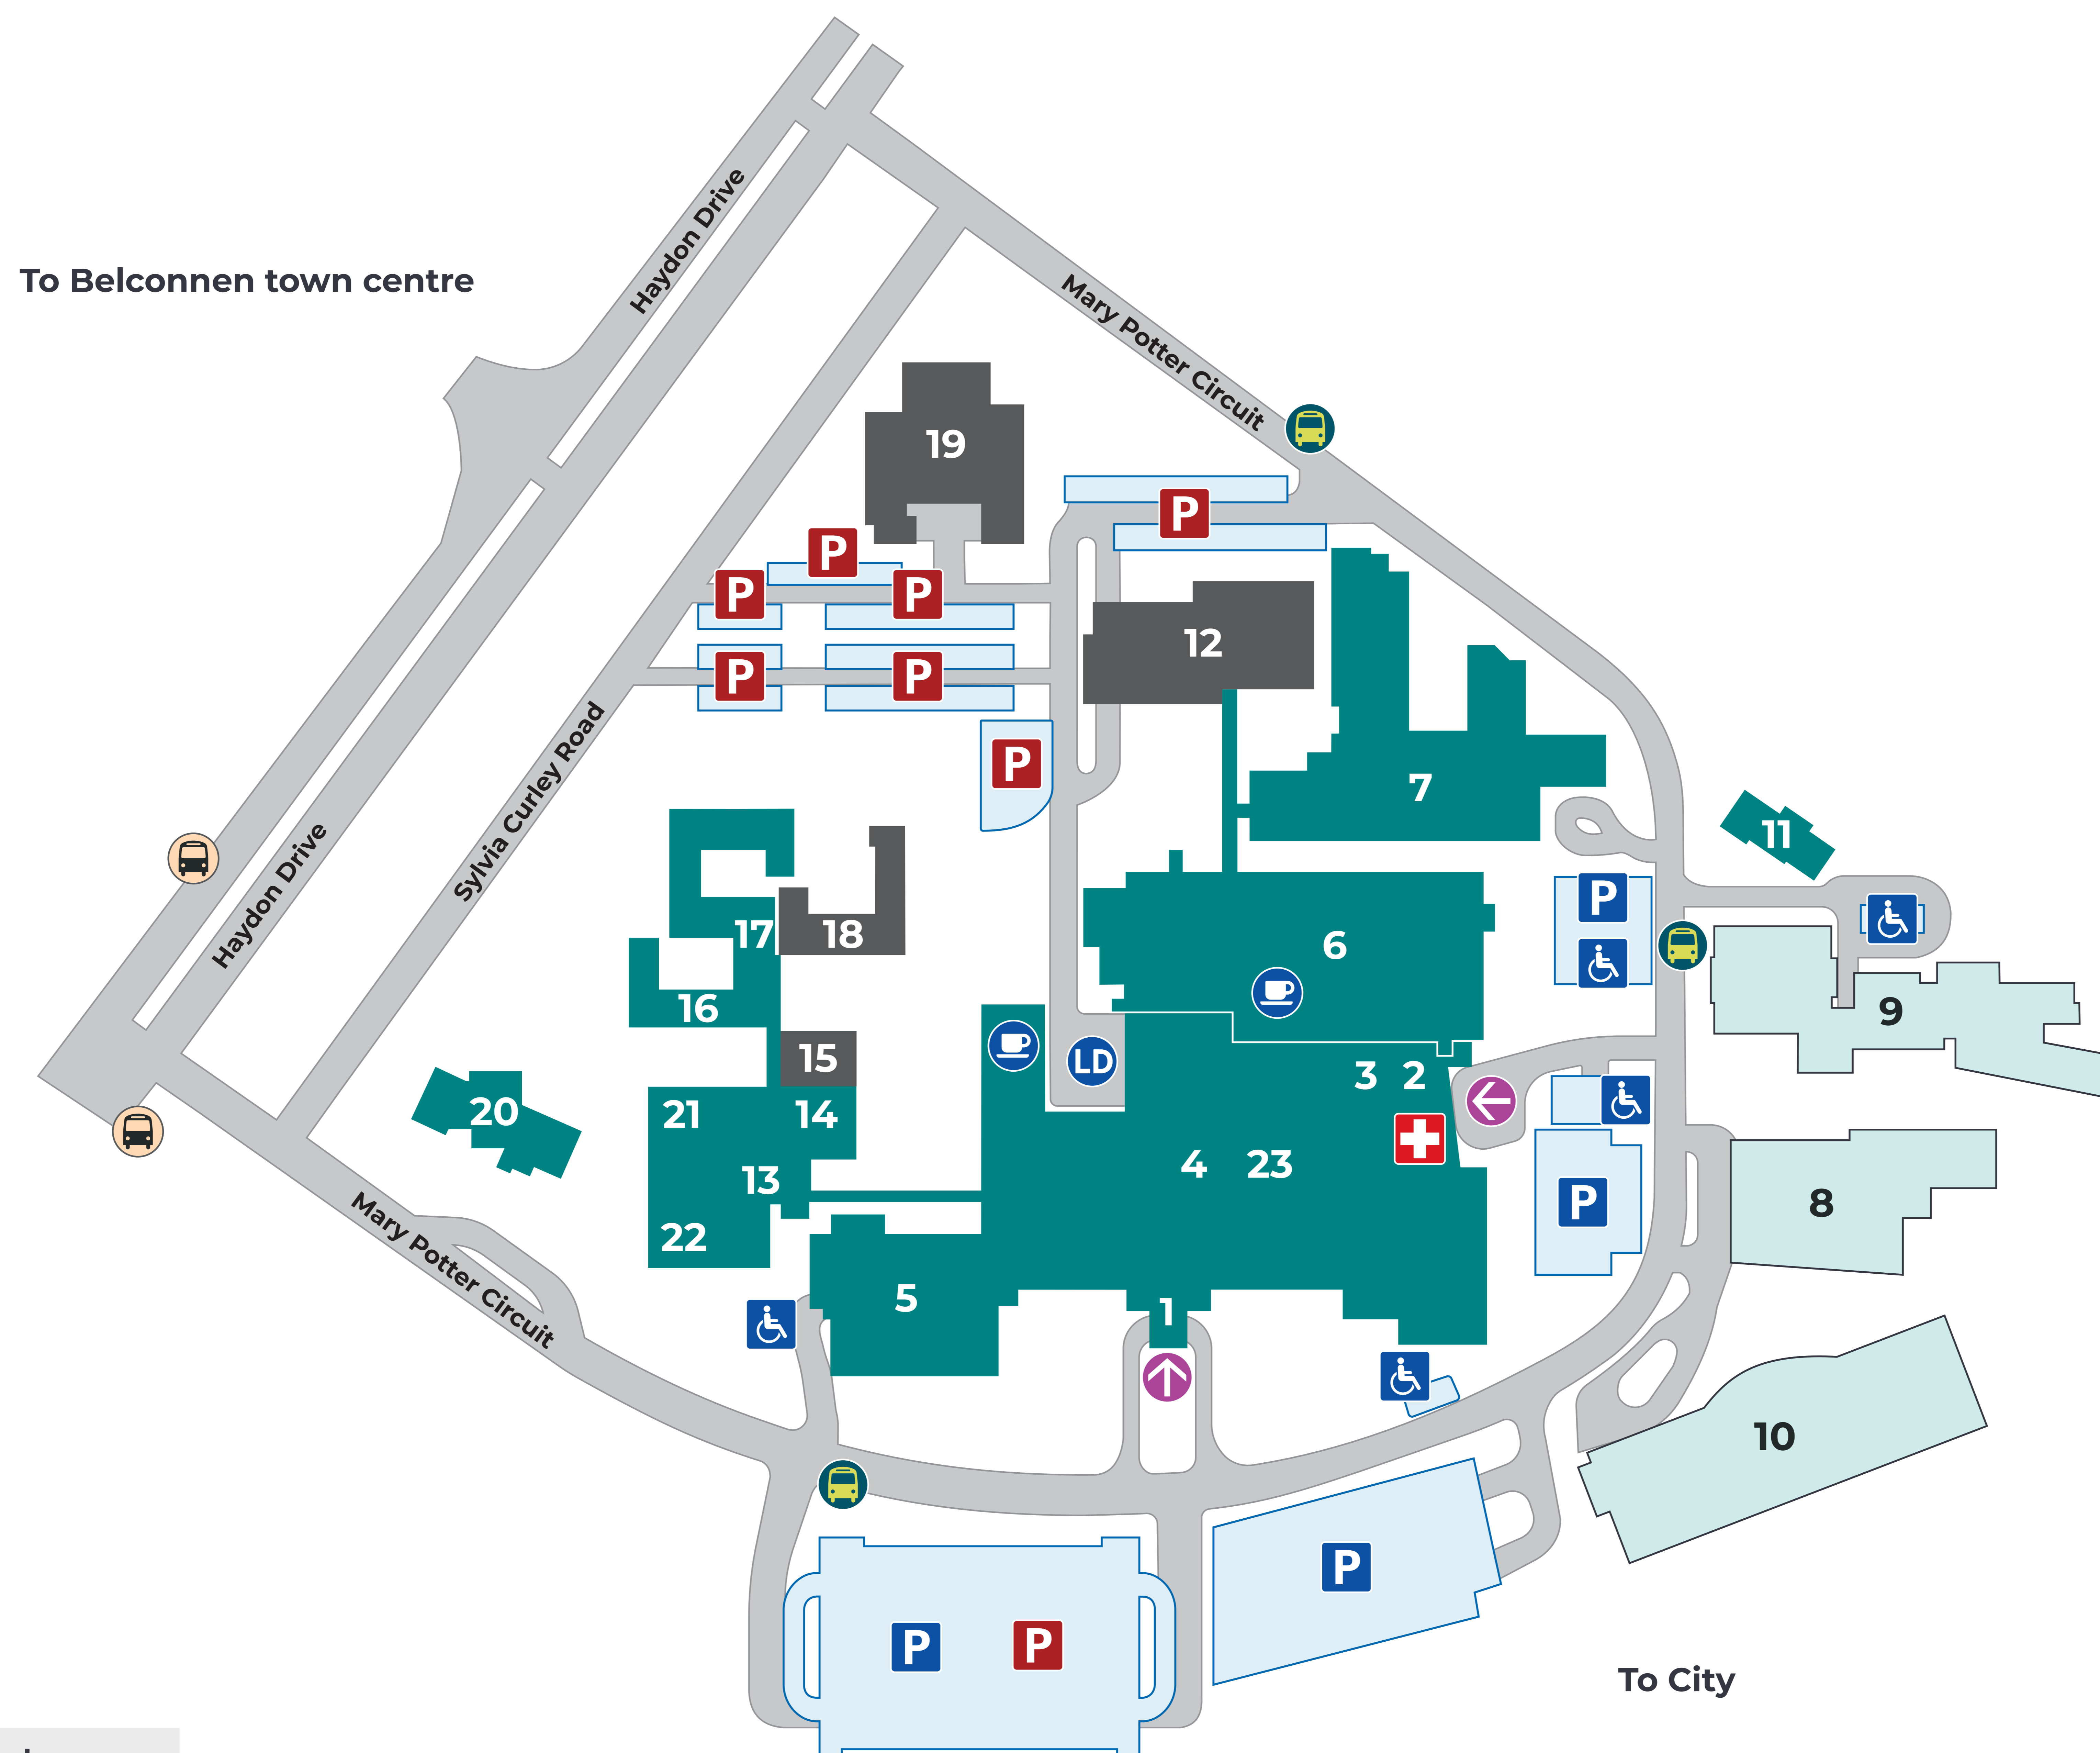 Haydon Drive
To Belconnen town centre
Mary Potter Circuit
19
P
P
P
P
12
P
P
Sylvia Curley Road
P
7
11
Haydon Drive
P
17
18
6
16
9
15
LD
3
2
20
21
14
4
23
13
P
8
22
Mary Potter Circuit
5
1
10
P
P
P
To City